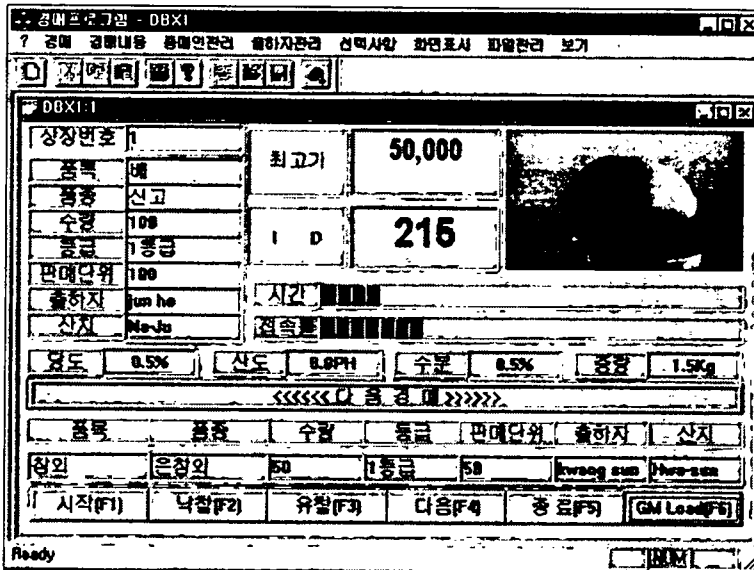 경매프로그램 - DBX1
? 경매 경매내용 중매인관리 출하자관리 선택사항 화면표시 파일관리 보기
DBX1:1
상장번호 1
품목 배
품종 신고
수량 100
등급 1등급
판매단위 100
출하자 jun ho
산지 Na-Ju
최고가 50,000
I D 215
시간
접속률
당도 0.5% 산도 8.8PH 수분 0.5% 중량 1.5Kg
<<<<<<다 음 경 매>>>>>>
품목 품종 수량 등급 판매단위 출하자 산지
참외 은참외 50 1등급 50 kwang sun Hwa-sun
시작(F1) 낙찰(F2) 유찰(F3) 다음(F4) 종 료(F5) GM Load(F6)
Ready NUM